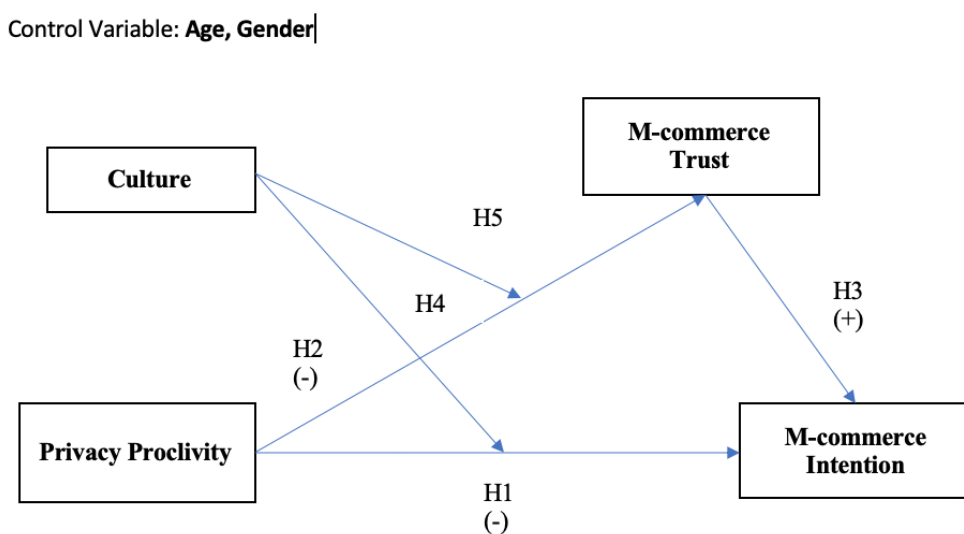 Control Variable: Age, Gender
M-commerce
Trust
Culture
H5
H4
H3
(+)
H2
(-)
Privacy Proclivity
M-commerce
Intention
H1
(-)